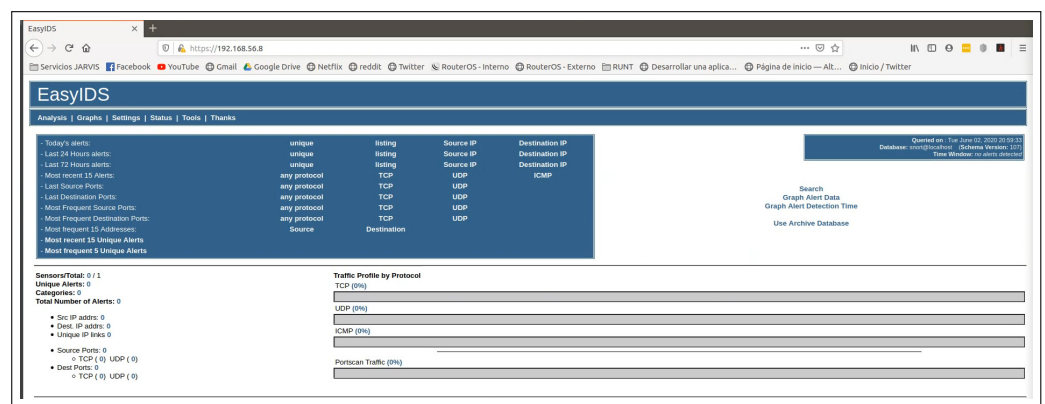 EasyIDS
https://192.168.56.8
Servicios JARVIS Facebook YouTube Gmail Google Drive Netflix reddit Twitter RouterOS - Interno RouterOS - Externo RUNT Desarrollar una aplica... Página de inicio — Alt... Inicio / Twitter
EasyIDS
Analysis | Graphs | Settings | Status | Tools | Thanks
- Today's alerts: unique listing Source IP Destination IP
- Last 24 Hours alerts: unique listing Source IP Destination IP
- Last 72 Hours alerts: unique listing Source IP Destination IP
- Most recent 15 Alerts: any protocol TCP UDP ICMP
- Last Source Ports: any protocol TCP UDP
- Last Destination Ports: any protocol TCP UDP
- Most Frequent Source Ports: any protocol TCP UDP
- Most Frequent Destination Ports: any protocol TCP UDP
- Most frequent 15 Addresses: Source Destination
- Most recent 15 Unique Alerts
- Most frequent 5 Unique Alerts
Queried on : Tue June 02, 2020 20:59:33
Database: snort@localhost (Schema Version: 107)
Time Window: no alerts detected
Search
Graph Alert Data
Graph Alert Detection Time
Use Archive Database
Sensors/Total: 0 / 1
Unique Alerts: 0
Categories: 0
Total Number of Alerts: 0
• Src IP addrs: 0
• Dest. IP addrs: 0
• Unique IP links 0
• Source Ports: 0
○ TCP ( 0) UDP ( 0)
• Dest Ports: 0
○ TCP ( 0) UDP ( 0)
Traffic Profile by Protocol
TCP (0%)
UDP (0%)
ICMP (0%)
Portscan Traffic (0%)